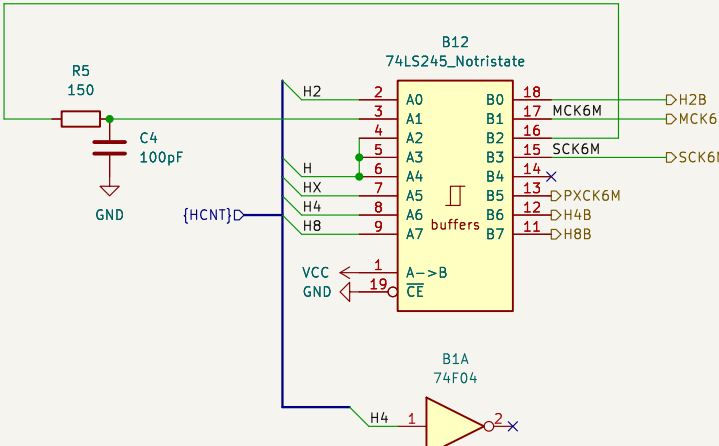 B12
74LS245_Notristate
R5
150
C4
100pF
GND
{HCNT}
H2
H
HX
H4
H8
2 A0 B0 18 H2B
3 A1 B1 17 MCK6M MCK6
4 A2 B2 16
5 A3 B3 15 SCK6M SCK6M
6 A4 B4 14
7 A5 B5 13 PXCK6M
8 A6 B6 12 H4B
9 A7 B7 11 H8B
buffers
VCC 1 A->B
GND 19 CE
B1A
74F04
H4 1 2